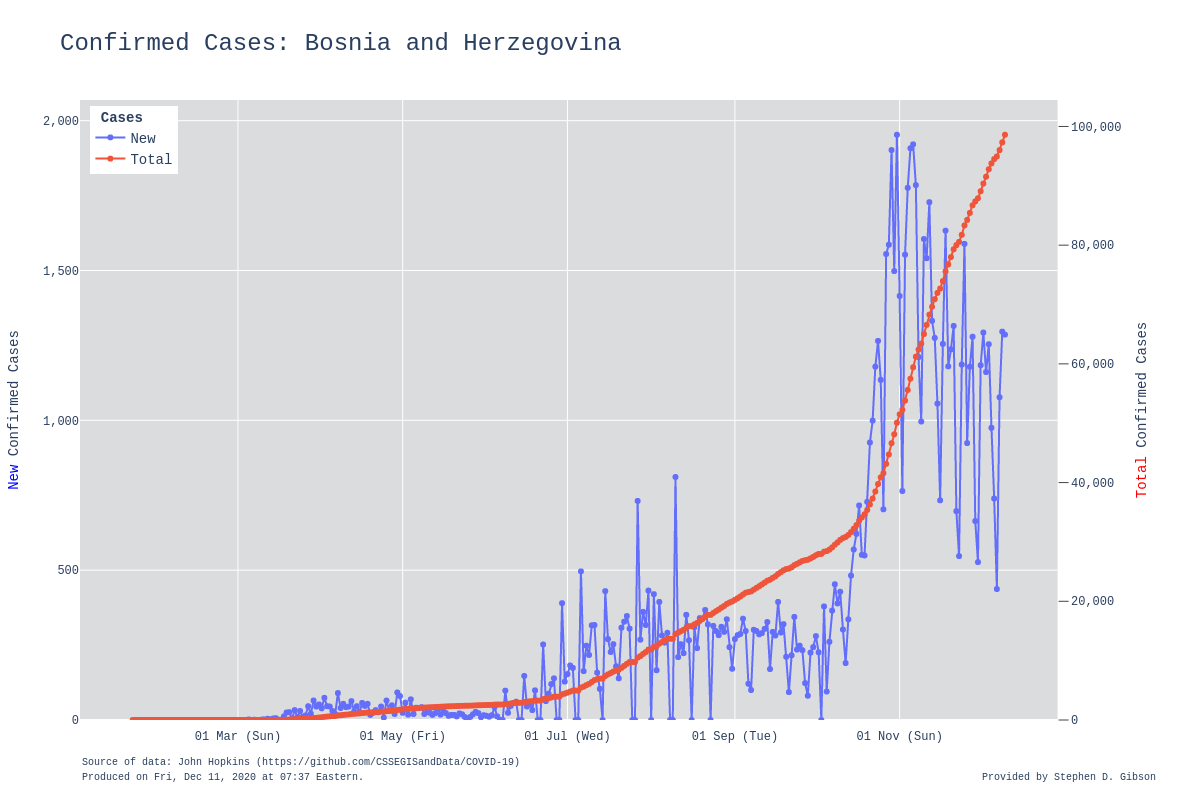 Confirmed Cases: Bosnia and Herzegovina
Cases
New
Total
2,000
1,500
1,000
500
0
100,000
80,000
60,000
40,000
20,000
0
New Confirmed Cases
Total Confirmed Cases
01 Mar (Sun)
01 May (Fri)
01 Jul (Wed)
01 Sep (Tue)
01 Nov (Sun)
Source of data: John Hopkins (https://github.com/CSSEGISandData/COVID-19)
Produced on Fri, Dec 11, 2020 at 07:37 Eastern.
Provided by Stephen D. Gibson